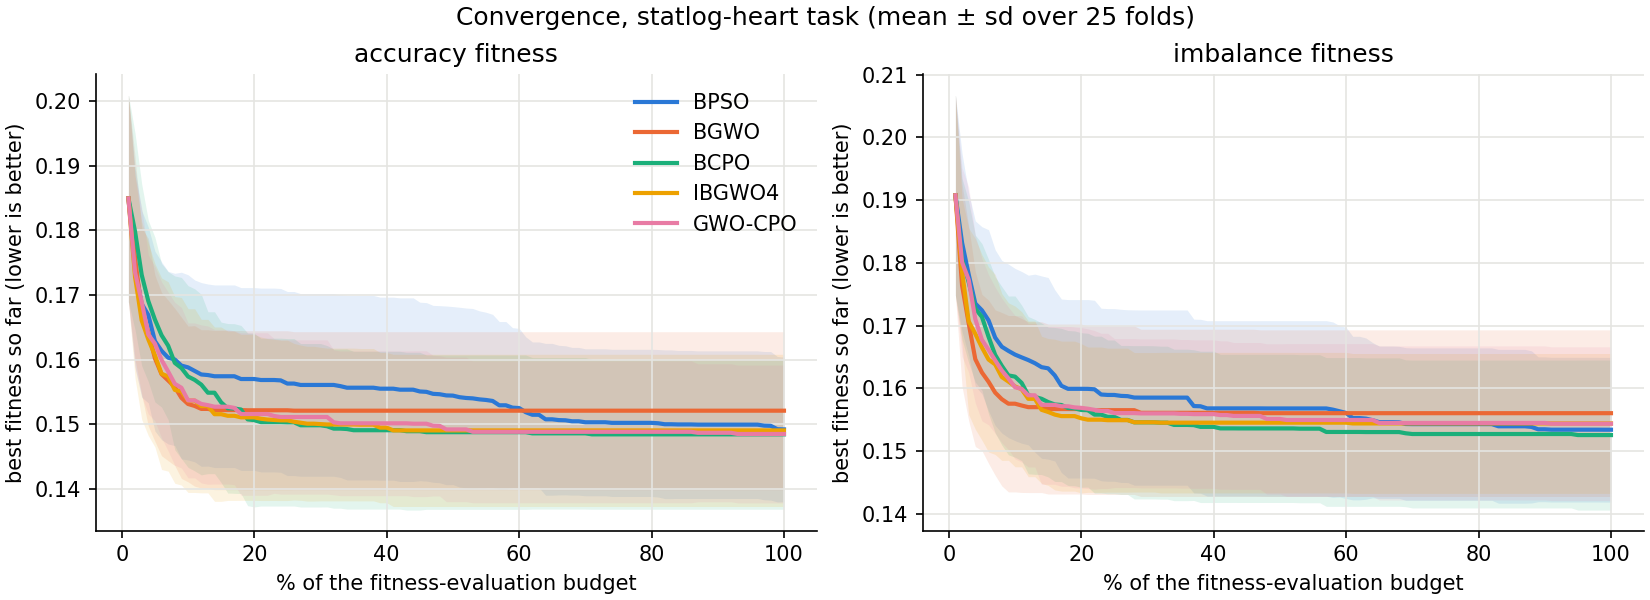 Convergence, statlog-heart task (mean ± sd over 25 folds)
accuracy fitness
best fitness so far (lower is better)
0.20
0.19
0.18
0.17
0.16
0.15
0.14
BPSO
BGWO
BCPO
IBGWO4
GWO-CPO
0 20 40 60 80 100
% of the fitness-evaluation budget
imbalance fitness
best fitness so far (lower is better)
0.21
0.20
0.19
0.18
0.17
0.16
0.15
0.14
0 20 40 60 80 100
% of the fitness-evaluation budget